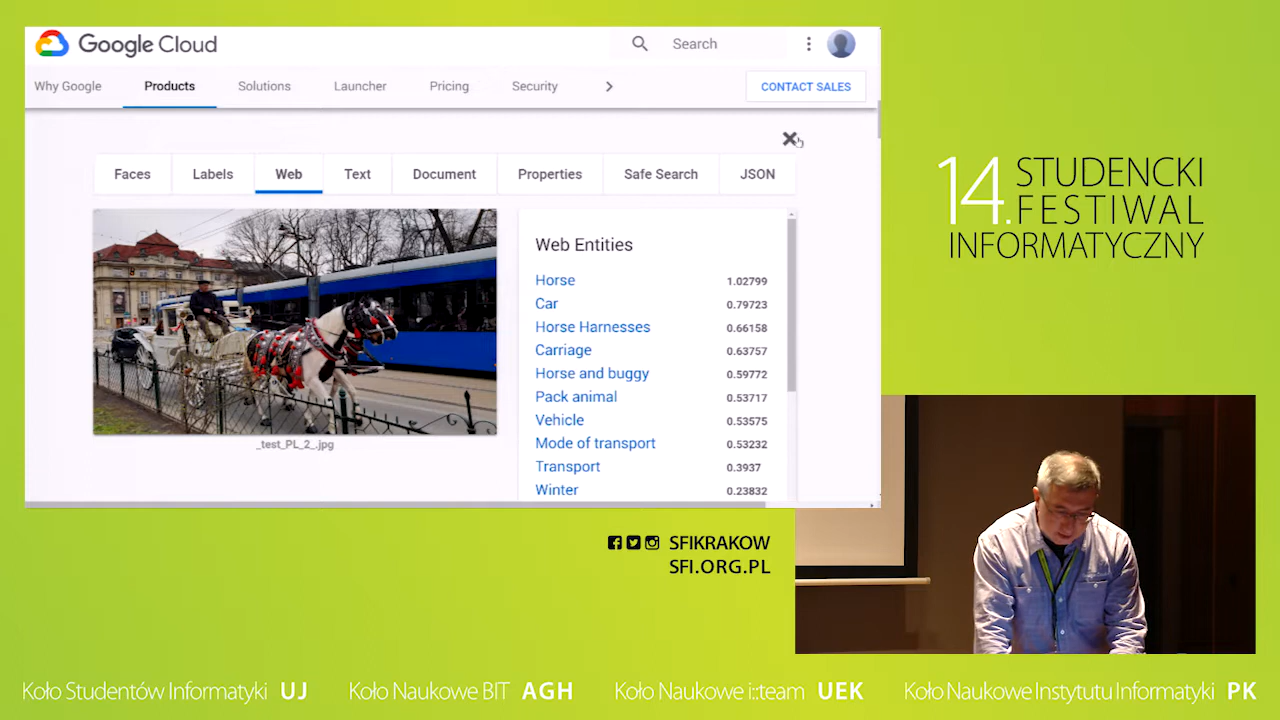 Google Cloud
Search
Why Google
Products
Solutions
Launcher
Pricing
Security
CONTACT SALES
Faces
Labels
Web
Text
Document
Properties
Safe Search
JSON
_test_PL_2_.jpg
Web Entities
Horse 1.02799
Car 0.79723
Horse Harnesses 0.66158
Carriage 0.63757
Horse and buggy 0.59772
Pack animal 0.53717
Vehicle 0.53575
Mode of transport 0.53232
Transport 0.3937
Winter 0.23832
14. STUDENCKI
FESTIWAL
INFORMATYCZNY
SFIKRAKOW
SFI.ORG.PL
Koło Studentów Informatyki UJ
Koło Naukowe BIT AGH
Koło Naukowe i::team UEK
Koło Naukowe Instytutu Informatyki PK